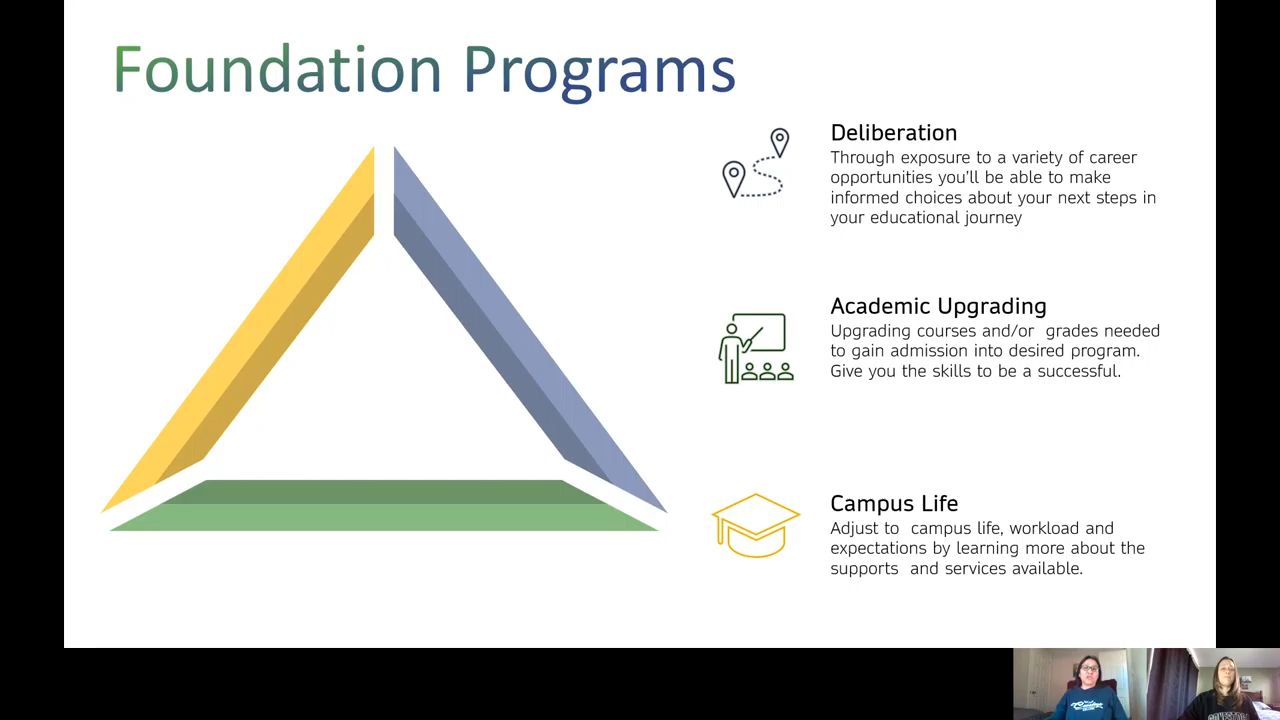 Foundation Programs
Deliberation
Through exposure to a variety of career
opportunities you'll be able to make
informed choices about your next steps in
your educational journey
Academic Upgrading
Upgrading courses and/or grades needed
to gain admission into desired program.
Give you the skills to be a successful.
Campus Life
Adjust to campus life, workload and
expectations by learning more about the
supports and services available.